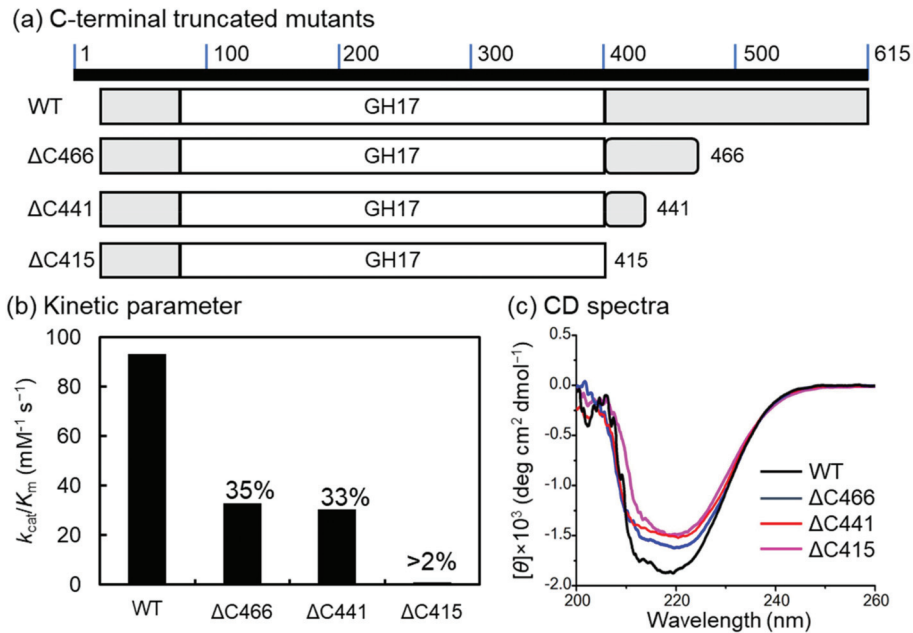 (a) C-terminal truncated mutants
1 100 200 300 400 500 615
WT GH17
ΔC466 GH17 466
ΔC441 GH17 441
ΔC415 GH17 415
(b) Kinetic parameter
k_cat/K_m (mM⁻¹ s⁻¹)
100
80
60
40
20
0
35%
33%
>2%
WT ΔC466 ΔC441 ΔC415
(c) CD spectra
[θ]×10³ (deg cm² dmol⁻¹)
0.5
0.0
-0.5
-1.0
-1.5
-2.0
WT
ΔC466
ΔC441
ΔC415
200 220 240 260
Wavelength (nm)